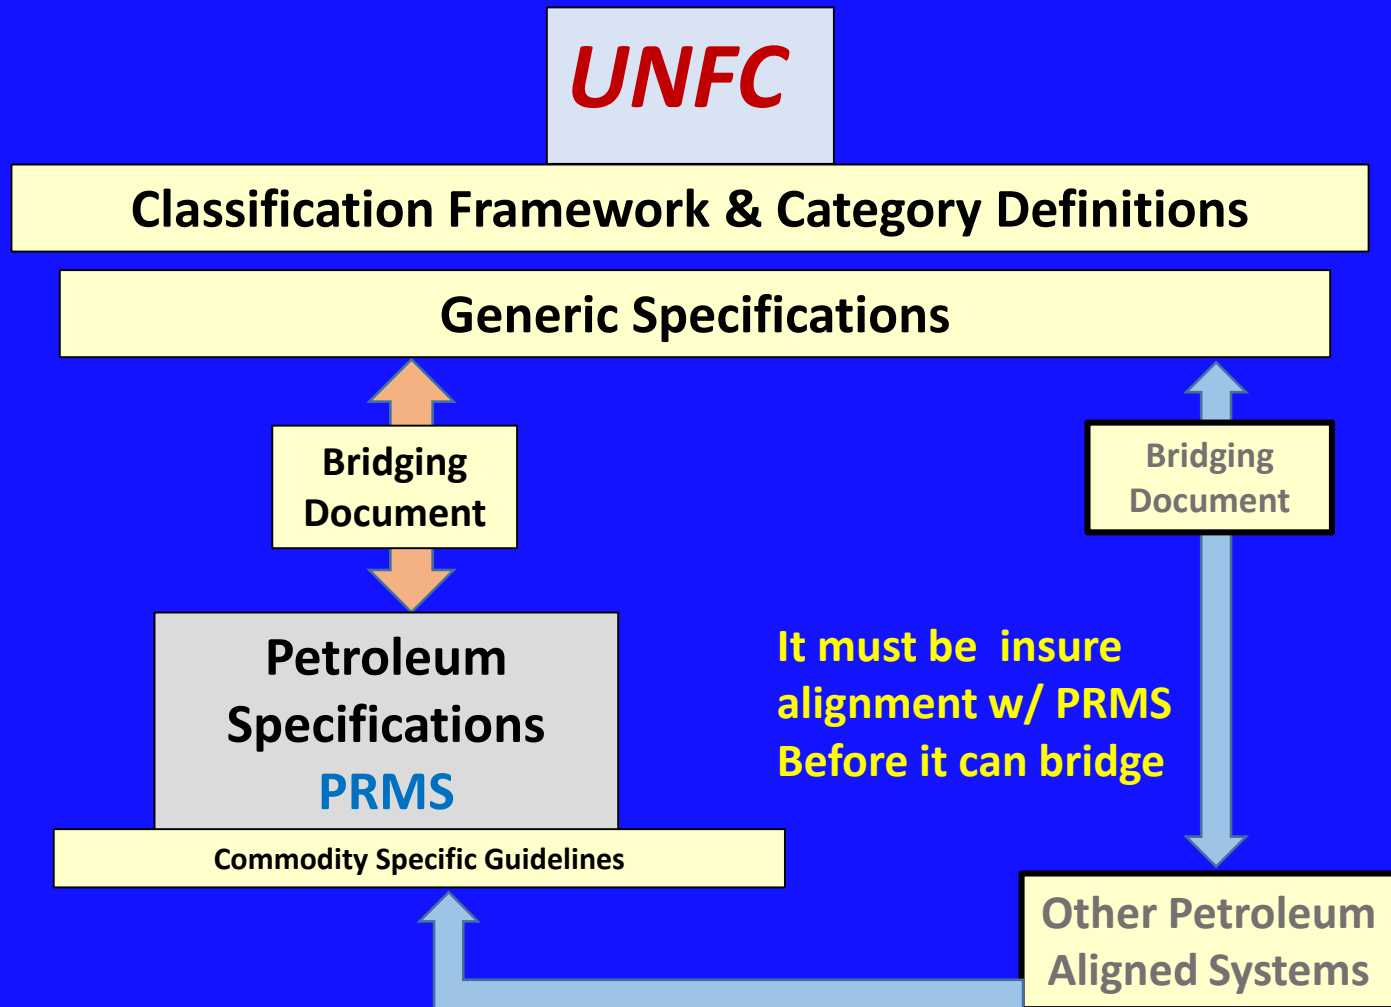 UNFC
Classification Framework & Category Definitions
Generic Specifications
Bridging
Document
Bridging
Document
Petroleum
Specifications
PRMS
It must be  insure
alignment w/ PRMS
Before it can bridge
Commodity Specific Guidelines
Other Petroleum
Aligned Systems